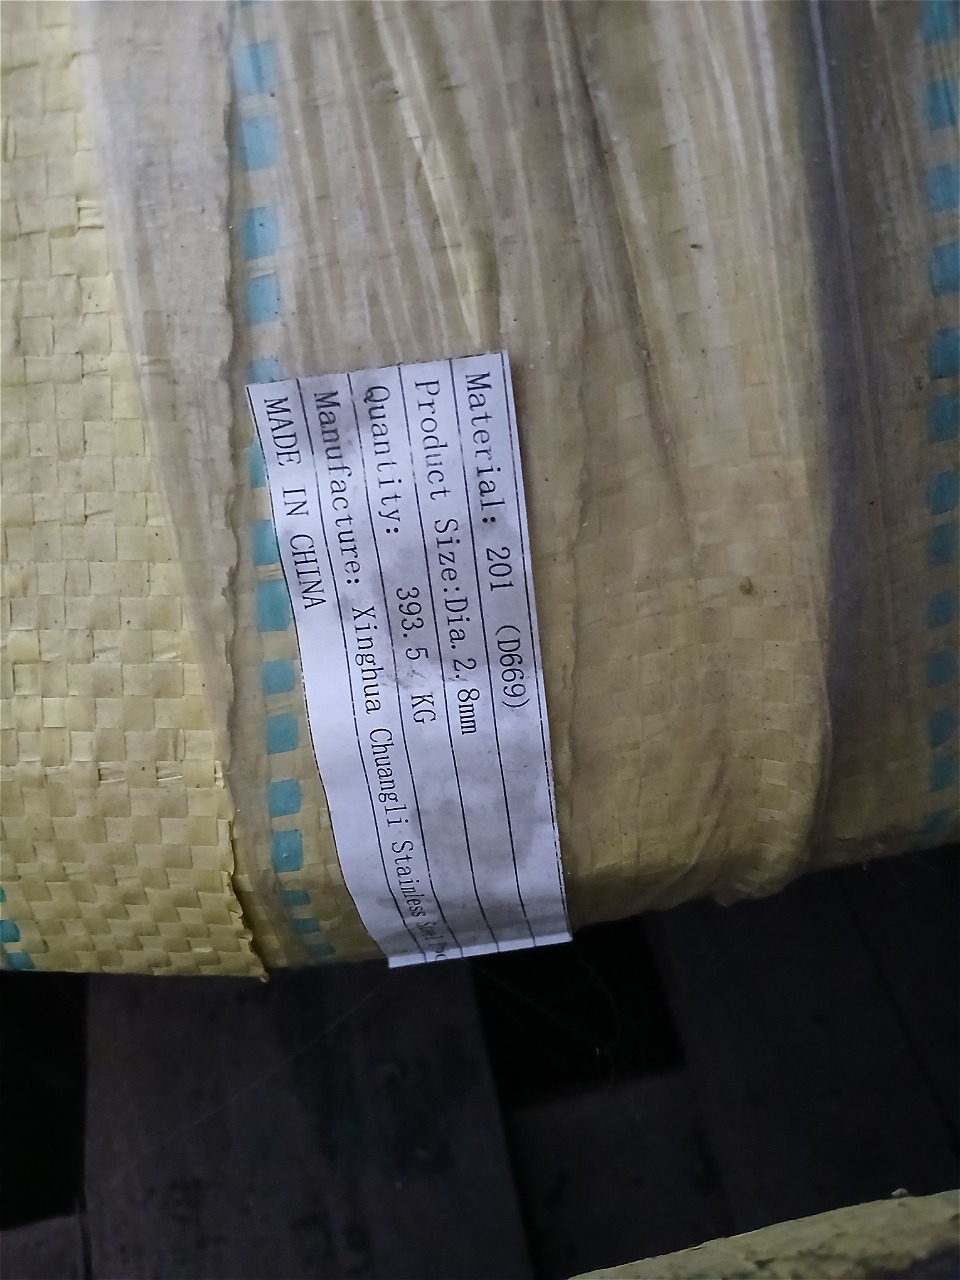 Material: 201 (D669)
Product Size:Dia.2.8mm
Quantity: 393.5 KG
Manufacture: Xinghua Chuangli Stainless Steel
MADE IN CHINA